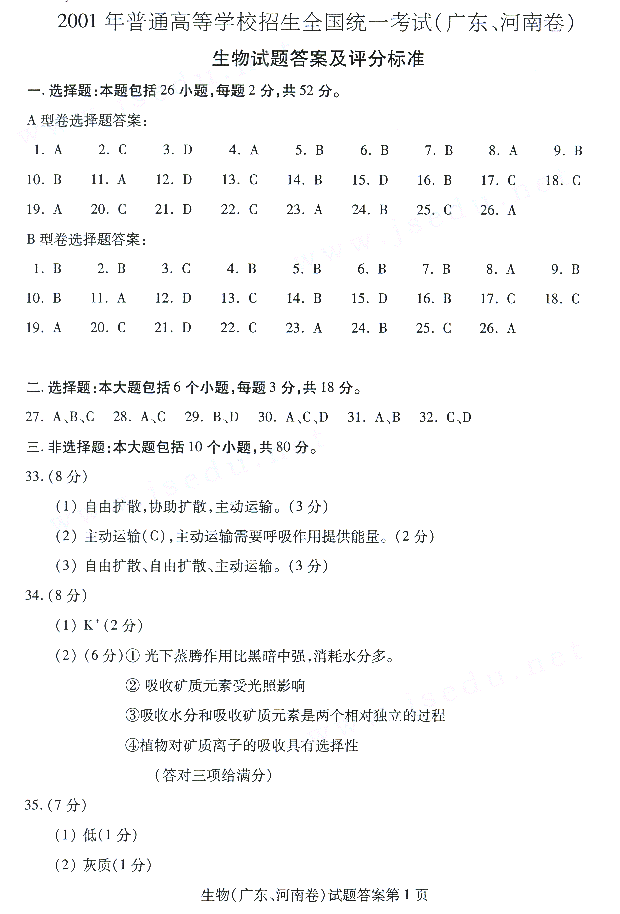 2001 年普通高等学校招生全国统一考试(广东、河南卷)
生物试题答案及评分标准
一. 选择题:本题包括 26 小题,每题 2 分,共 52 分。
A 型卷选择题答案:
1. A 2. C 3. D 4. A 5. B 6. B 7. B 8. A 9. B
10. B 11. A 12. D 13. C 14. B 15. D 16. B 17. C 18. C
19. A 20. C 21. D 22. C 23. A 24. B 25. C 26. A
B 型卷选择题答案:
1. B 2. B 3. C 4. B 5. B 6. B 7. B 8. A 9. B
10. B 11. A 12. D 13. C 14. B 15. D 16. B 17. C 18. C
19. A 20. C 21. D 22. C 23. A 24. B 25. C 26. A
二. 选择题:本大题包括 6 个小题,每题 3 分,共 18 分。
27. A、B、C 28. A、C 29. B、D 30. A、C、D 31. A、B 32. C、D
三. 非选择题:本大题包括 10 个小题,共 80 分。
33. (8 分)
(1) 自由扩散,协助扩散,主动运输。(3 分)
(2) 主动运输(C),主动运输需要呼吸作用提供能量。(2 分)
(3) 自由扩散、自由扩散、主动运输。(3 分)
34. (8 分)
(1) K⁺(2 分)
(2) (6 分)① 光下蒸腾作用比黑暗中强,消耗水分多。
② 吸收矿质元素受光照影响
③吸收水分和吸收矿质元素是两个相对独立的过程
④植物对矿质离子的吸收具有选择性
(答对三项给满分)
35. (7 分)
(1) 低(1 分)
(2) 灰质(1 分)
生物(广东、河南卷)试题答案第 1 页